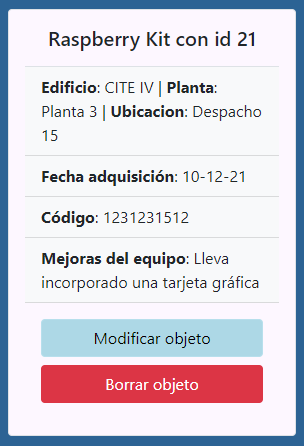 Raspberry Kit con id 21
Edificio: CITE IV | Planta:
Planta 3 | Ubicacion: Despacho
15
Fecha adquisición: 10-12-21
Código: 1231231512
Mejoras del equipo: Lleva
incorporado una tarjeta gráfica
Modificar objeto
Borrar objeto